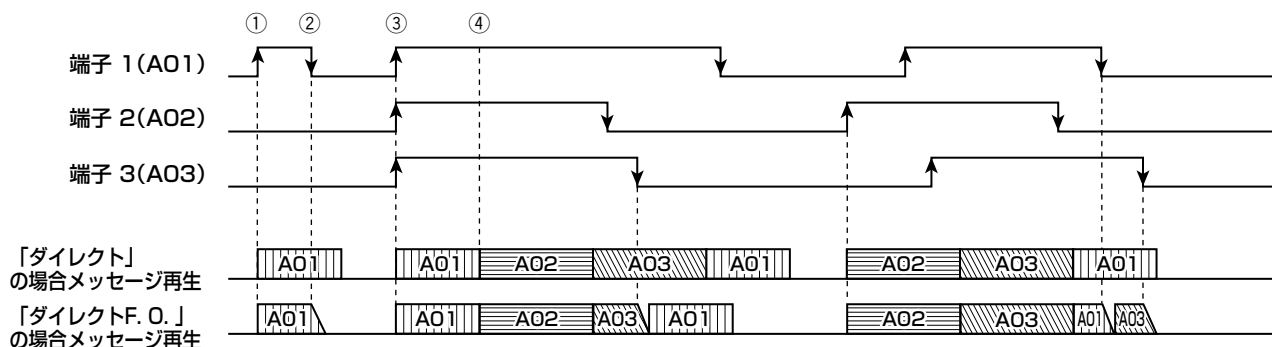 ① ② ③ ④
端子 1(A01)
端子 2(A02)
端子 3(A03)
「ダイレクト」
の場合メッセージ再生
A01 A01 A02 A03 A01 A02 A03 A01
「ダイレクトF. O.」
の場合メッセージ再生
A01 A01 A02 A03 A01 A02 A03 A01 A03